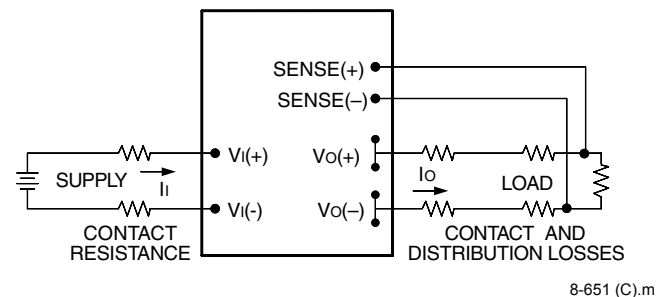 SENSE(+)
SENSE(–)
VI(+)
VO(+)
SUPPLY
II
IO
LOAD
VI(-)
VO(–)
CONTACT
RESISTANCE
CONTACT AND
DISTRIBUTION LOSSES
8-651 (C).m